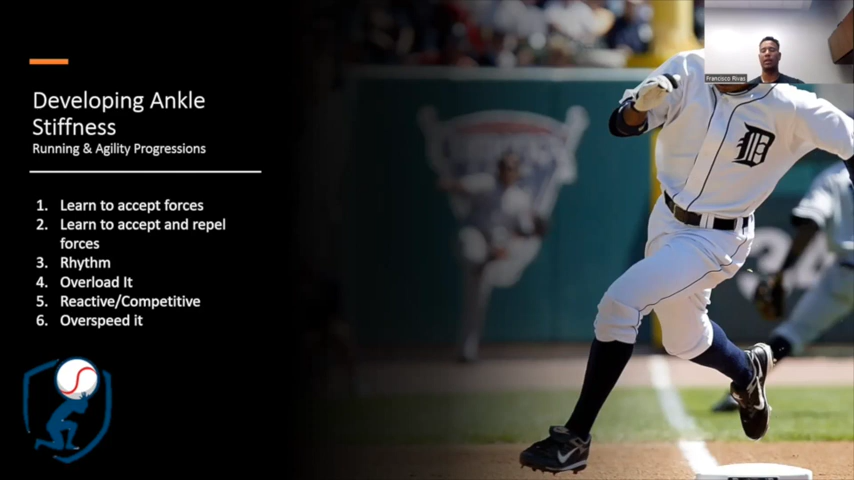 Francisco Rivas
Developing Ankle
Stiffness
Running & Agility Progressions
1. Learn to accept forces
2. Learn to accept and repel
forces
3. Rhythm
4. Overload It
5. Reactive/Competitive
6. Overspeed it
D